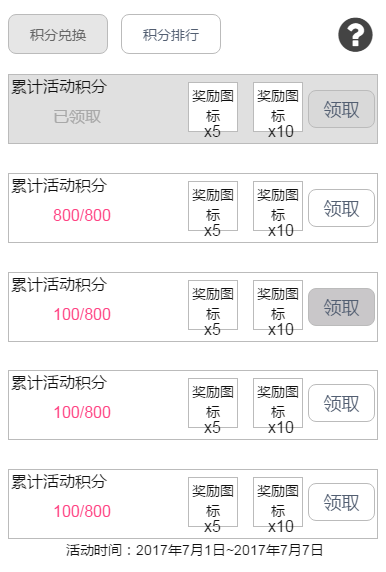 积分兑换 积分排行 ?
累计活动积分
已领取
奖励图标 x5
奖励图标 x10
领取
累计活动积分
800/800
奖励图标 x5
奖励图标 x10
领取
累计活动积分
100/800
奖励图标 x5
奖励图标 x10
领取
累计活动积分
100/800
奖励图标 x5
奖励图标 x10
领取
累计活动积分
100/800
奖励图标 x5
奖励图标 x10
领取
活动时间：2017年7月1日~2017年7月7日